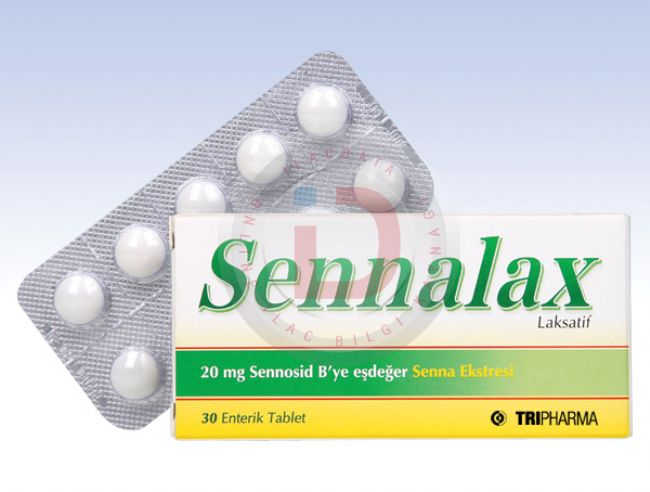 Sennalax
Laksatif
20 mg Sennosid B'ye eşdeğer Senna Ekstresi
30 Enterik Tablet
TRIPHARMA